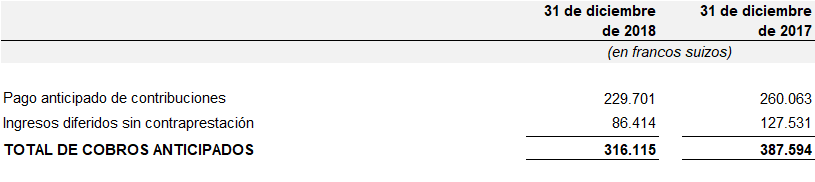 31 de diciembre 31 de diciembre
de 2018 de 2017
(en francos suizos)
Pago anticipado de contribuciones 229.701 260.063
Ingresos diferidos sin contraprestación 86.414 127.531
TOTAL DE COBROS ANTICIPADOS 316.115 387.594